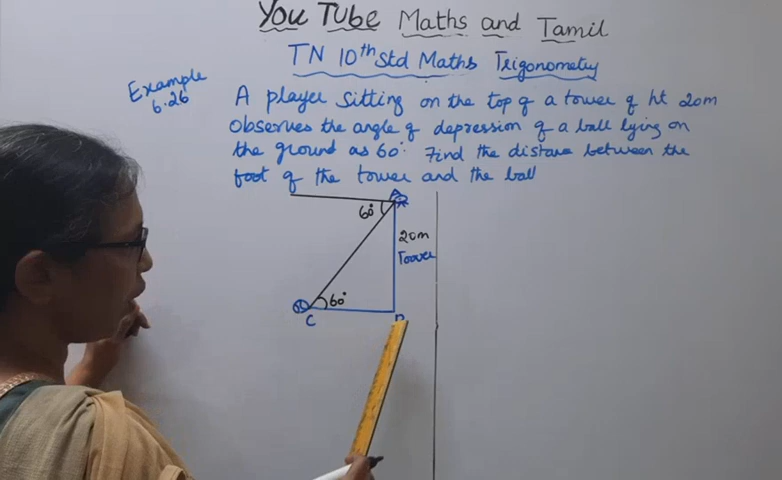 You Tube Maths and Tamil
TN 10th Std Maths Trigonometry
Example
6.26
A player sitting on the top of a tower of ht 20m
observes the angle of depression of a ball lying on
the ground as 60°. Find the distance between the
foot of the tower and the ball
A
60°
20m
Tower
60°
C